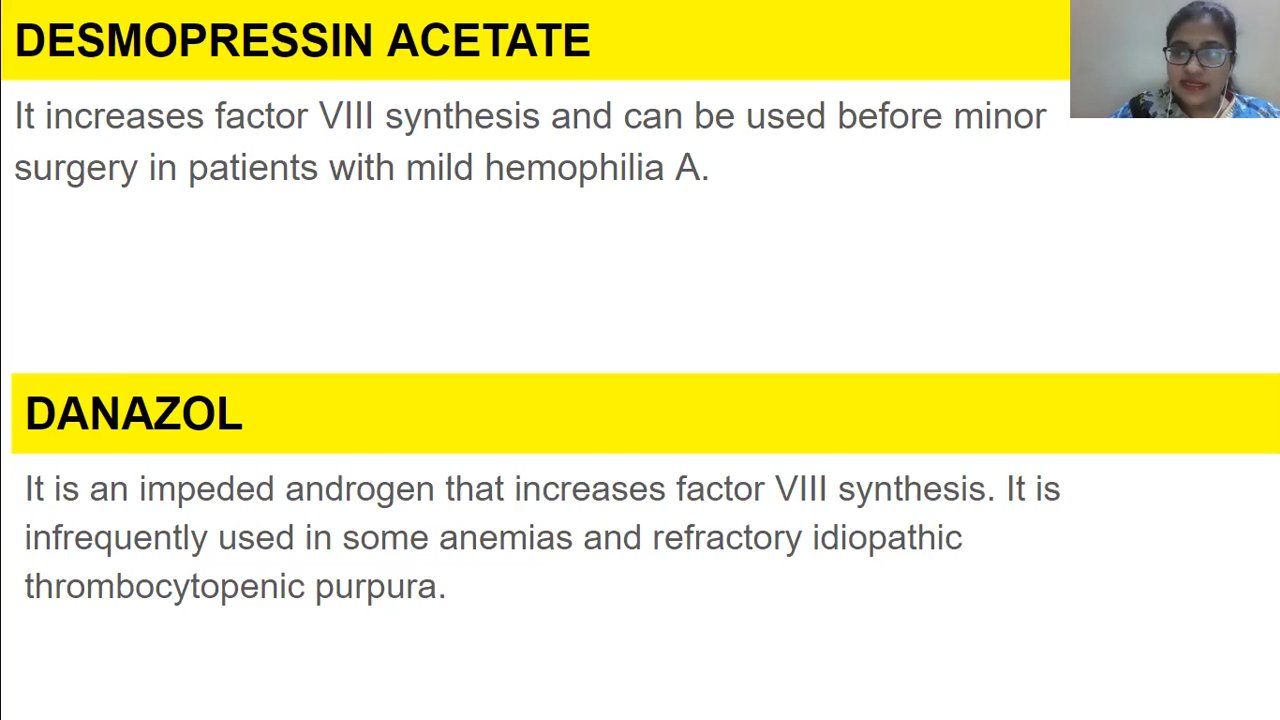 DESMOPRESSIN ACETATE
It increases factor VIII synthesis and can be used before minor
surgery in patients with mild hemophilia A.
DANAZOL
It is an impeded androgen that increases factor VIII synthesis. It is
infrequently used in some anemias and refractory idiopathic
thrombocytopenic purpura.